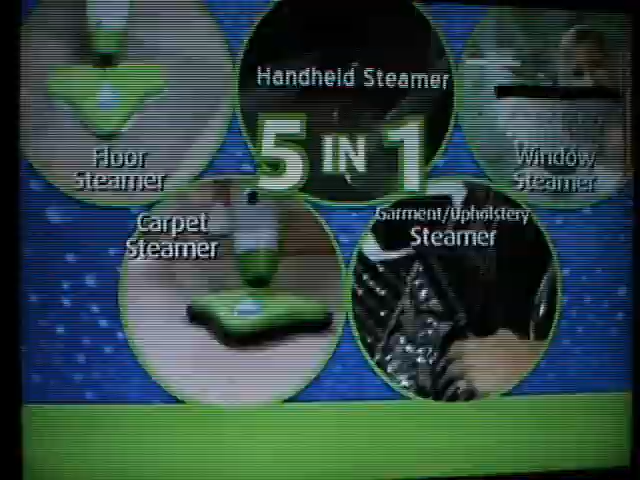 Handheld Steamer
5 IN 1
Floor
Steamer
Window
Steamer
Carpet
Steamer
Garment/Upholstery
Steamer